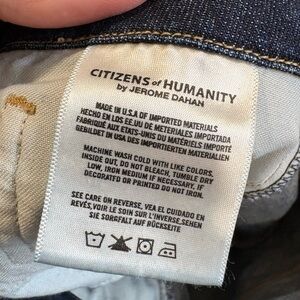 CITIZENS of HUMANITY
by JEROME DAHAN
MADE IN U.S.A OF IMPORTED MATERIALS
HECHO EN LOS EE.UU DE METERIALES IMPORTADA
FABRIQUE AUX ETATS-UNIS DU MATÉRIELS IMPORTÉ
GEBILDET IN USA DES IMPORTIERTEN MATERIALIEN
MACHINE WASH COLD WITH LIKE COLORS,
INSIDE OUT, DO NOT BLEACH, TUMBLE DRY
LOW, IRON MEDIUM IF NECESSARY. IF
DECORATED OR PRINTED DO NOT IRON.
SEE CARE ON REVERSE, VEA EL CUIDADO EN
REVES, VOIR LE SOIN SUR L'INVERSE, SEHEN
SIE SORGFALT AUF RÜCKSEITE